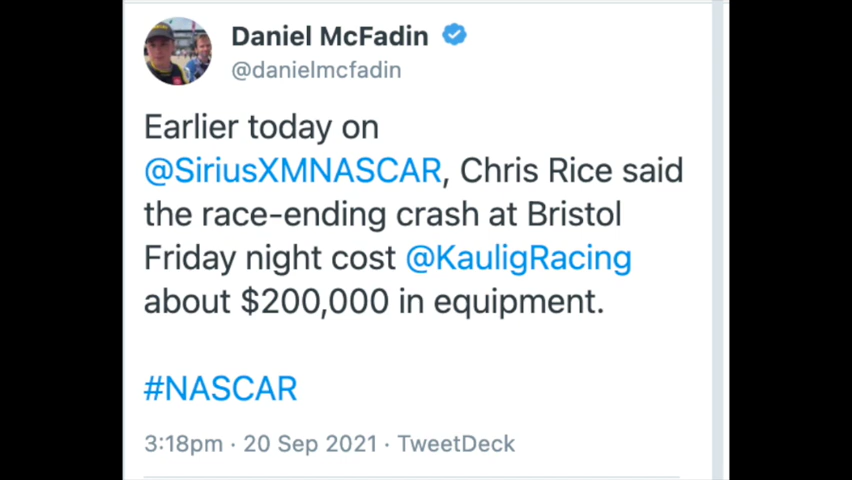 Daniel McFadin
@danielmcfadin
Earlier today on
@SiriusXMNASCAR, Chris Rice said
the race-ending crash at Bristol
Friday night cost @KauligRacing
about $200,000 in equipment.
#NASCAR
3:18pm · 20 Sep 2021 · TweetDeck